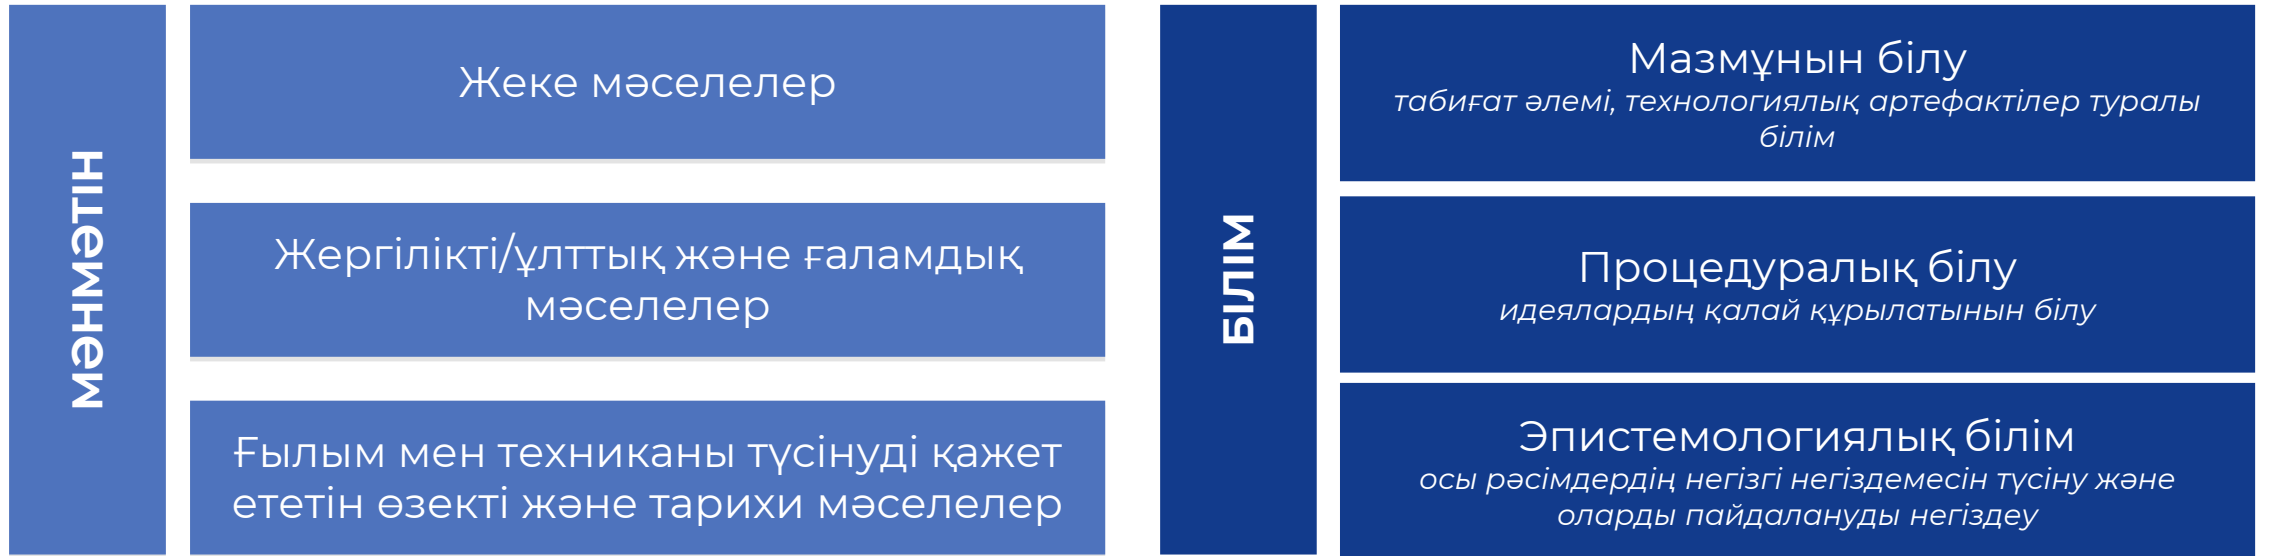 МӘНМӘТІН
Жеке мәселелер
Жергілікті/ұлттық және ғаламдық
мәселелер
Ғылым мен техниканы түсінуді қажет
ететін өзекті және тарихи мәселелер
БІЛІМ
Мазмұнын білу
табиғат әлемі, технологиялық артефактілер туралы
білім
Процедуралық білу
идеялардың қалай құрылатынын білу
Эпистемологиялық білім
осы рәсімдердің негізгі негіздемесін түсіну және
оларды пайдалануды негіздеу